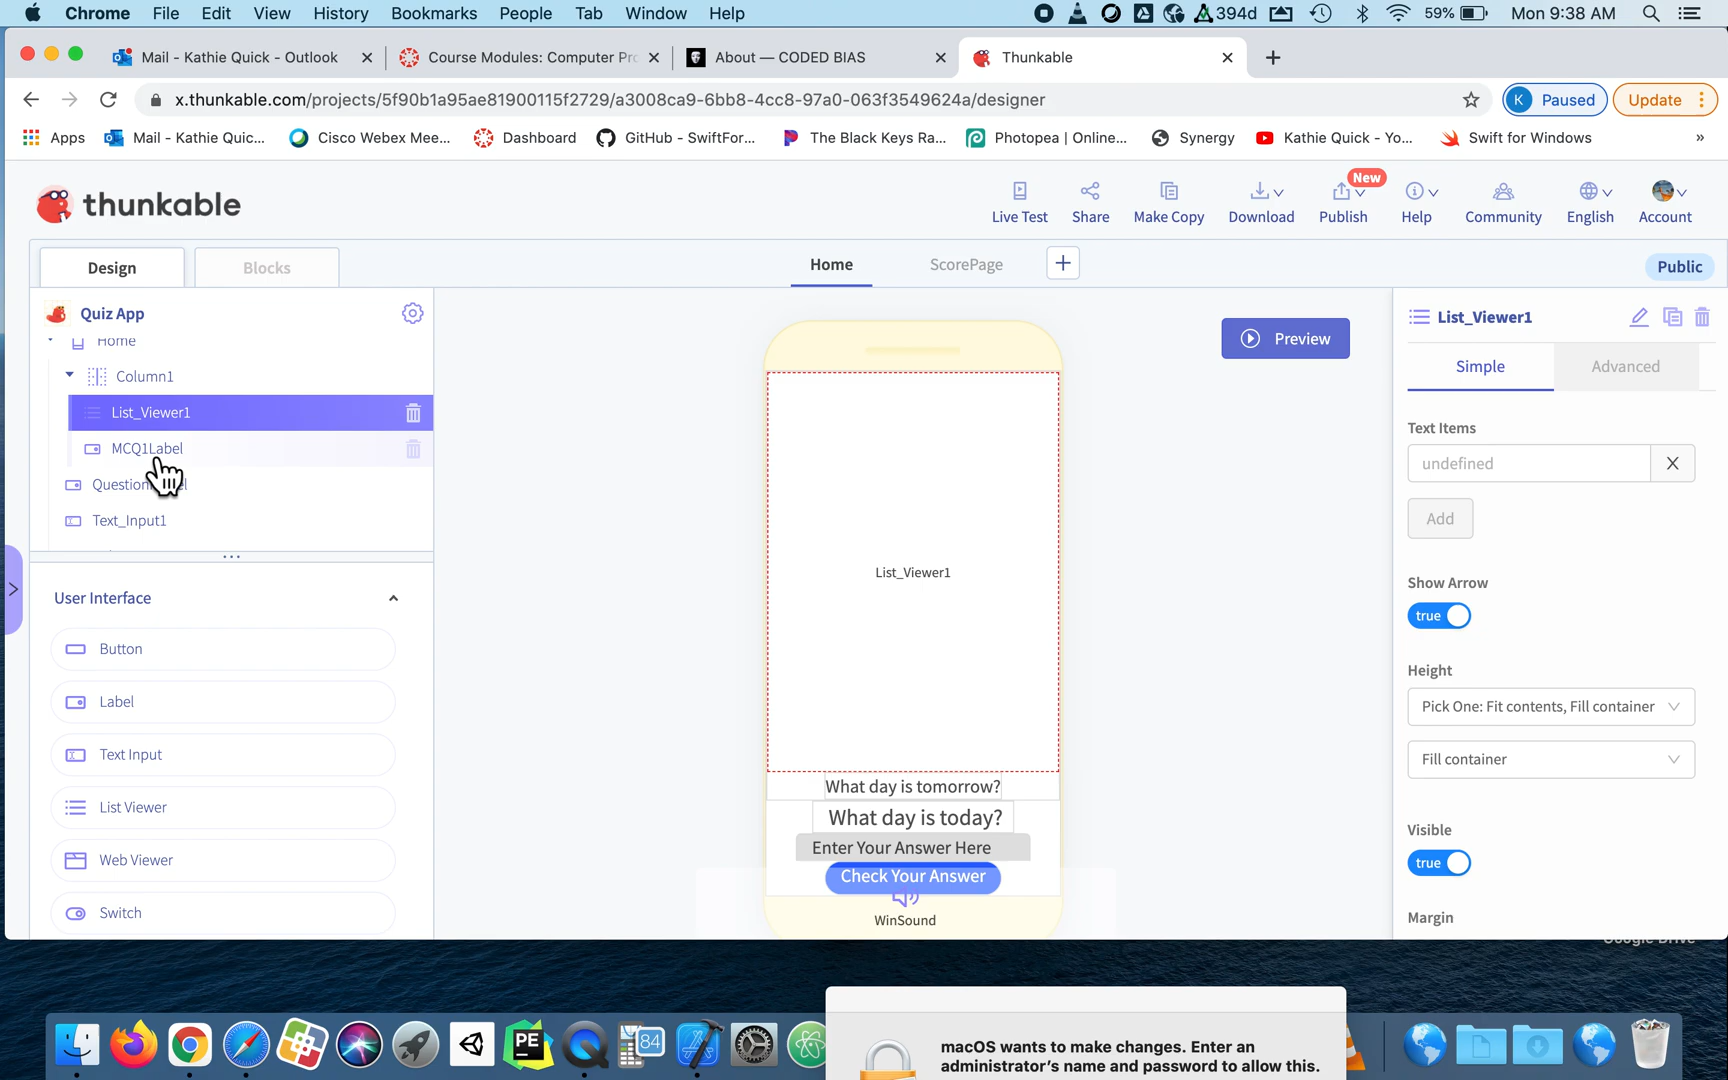 Chrome File Edit View History Bookmarks People Tab Window Help 394d 59% Mon 9:38 AM
Mail - Kathie Quick - Outlook Course Modules: Computer Pr About — CODED BIAS Thunkable
x.thunkable.com/projects/5f90b1a95ae81900115f2729/a3008ca9-6bb8-4cc8-97a0-063f3549624a/designer K Paused Update
Apps Mail - Kathie Quic... Cisco Webex Mee... Dashboard GitHub - SwiftFor... The Black Keys Ra... Photopea | Online... Synergy Kathie Quick - Yo... Swift for Windows »
New
thunkable
Live Test Share Make Copy Download Publish Help Community English Account
Design Blocks Home ScorePage + Public
Quiz App
Home
Column1
List_Viewer1
MCQ1Label
Question
Text_Input1
User Interface
Button
Label
Text Input
List Viewer
Web Viewer
Switch
Preview
List_Viewer1
What day is tomorrow?
What day is today?
Enter Your Answer Here
Check Your Answer
WinSound
List_Viewer1
Simple Advanced
Text Items
undefined X
Add
Show Arrow
true
Height
Pick One: Fit contents, Fill container
Fill container
Visible
true
Margin
Google Drive
PE 84
macOS wants to make changes. Enter an
administrator's name and password to allow this.